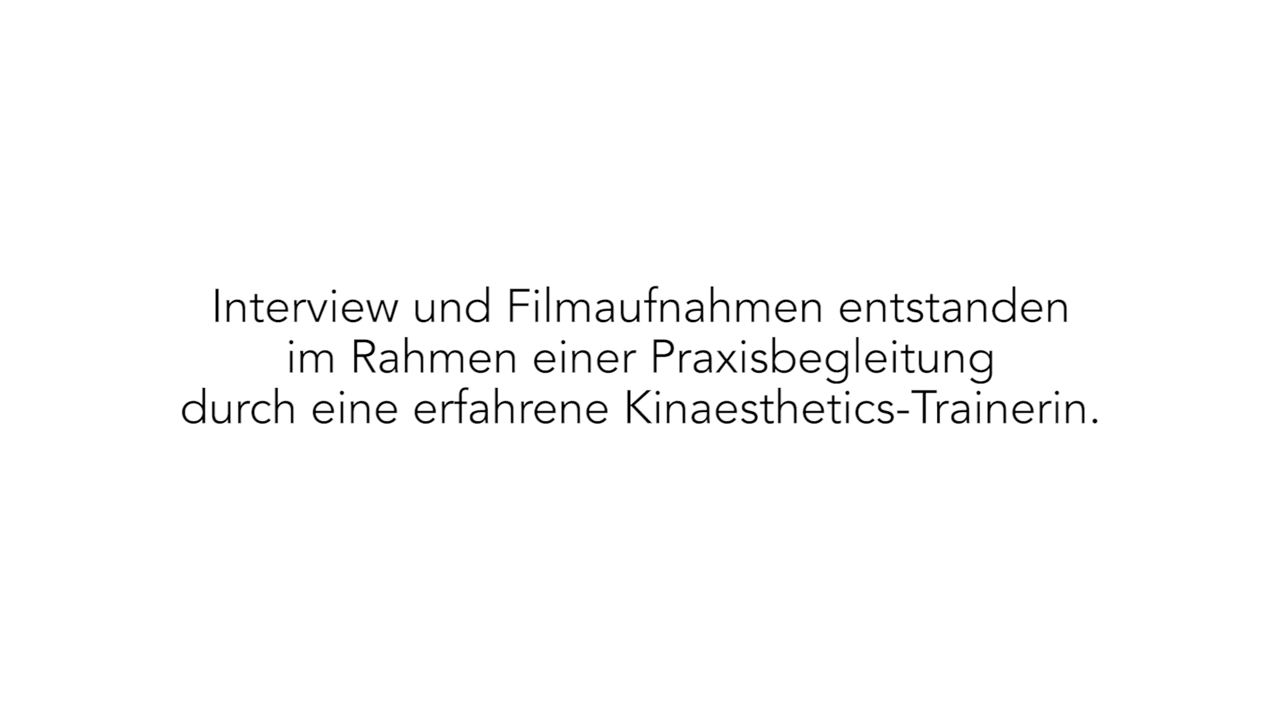 Interview und Filmaufnahmen entstanden
im Rahmen einer Praxisbegleitung
durch eine erfahrene Kinaesthetics-Trainerin.